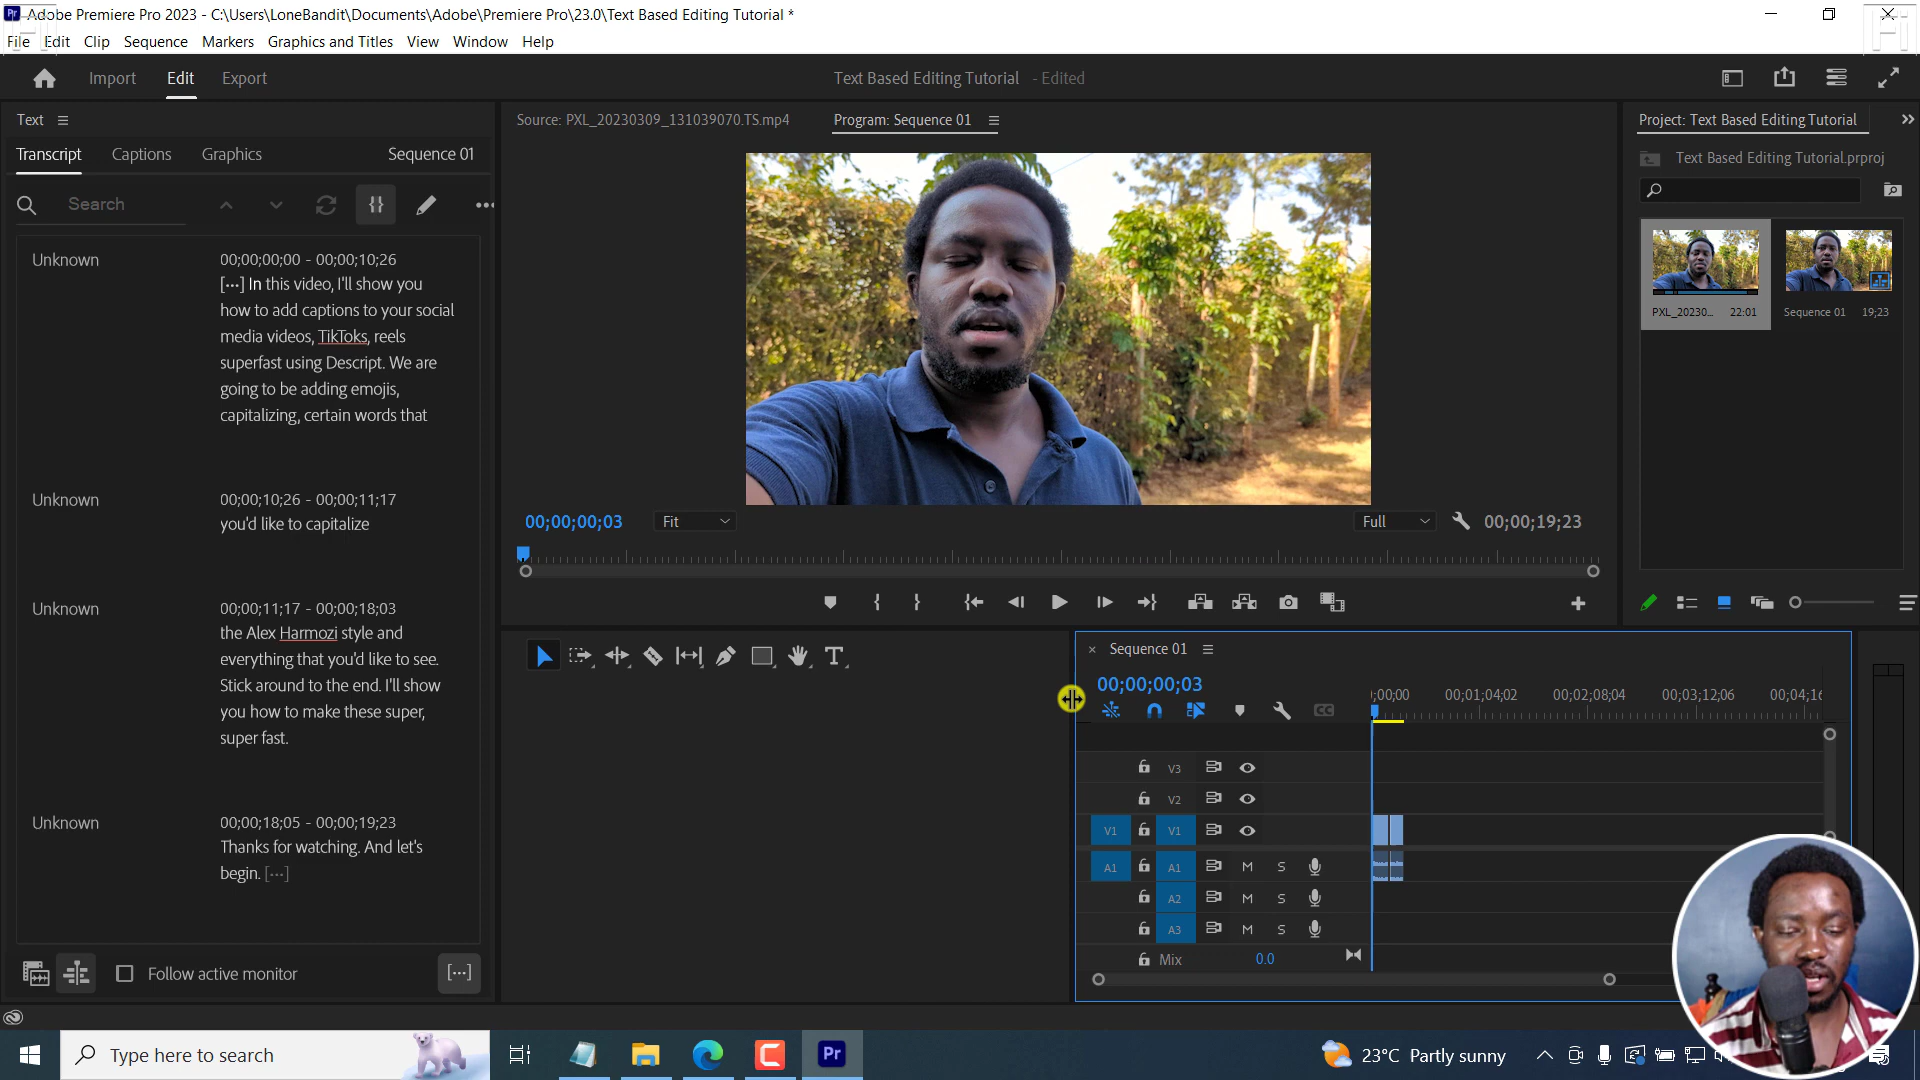 Pr Adobe Premiere Pro 2023 - C:\Users\LoneBandit\Documents\Adobe\Premiere Pro\23.0\Text Based Editing Tutorial *
File Edit Clip Sequence Markers Graphics and Titles View Window Help
Import Edit Export
Text Based Editing Tutorial - Edited
Text
Transcript Captions Graphics Sequence 01
Search
Unknown
00;00;00;00 - 00;00;10;26
[···] In this video, I'll show you
how to add captions to your social
media videos, TikToks, reels
superfast using Descript. We are
going to be adding emojis,
capitalizing, certain words that
Unknown
00;00;10;26 - 00;00;11;17
you'd like to capitalize
Unknown
00;00;11;17 - 00;00;18;03
the Alex Harmozi style and
everything that you'd like to see.
Stick around to the end. I'll show
you how to make these super,
super fast.
Unknown
00;00;18;05 - 00;00;19;23
Thanks for watching. And let's
begin. [···]
Follow active monitor
[···]
Source: PXL_20230309_131039070.TS.mp4
Program: Sequence 01
00;00;00;03 Fit Full 00;00;19;23
Project: Text Based Editing Tutorial
Text Based Editing Tutorial.prproj
PXL_20230... 22:01
Sequence 01 19;23
× Sequence 01
00;00;00;03
;00;00 00;01;04;02 00;02;08;04 00;03;12;06 00;04;16
CC
V3
V2
V1 V1
A1 A1 M S
A2 M S
A3 M S
Mix 0.0
Type here to search
Pr
23°C Partly sunny